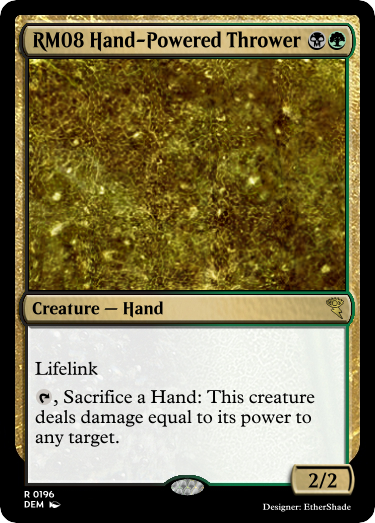 RM08 Hand-Powered Thrower
Creature — Hand
Lifelink
, Sacrifice a Hand: This creature
deals damage equal to its power to
any target.
2/2
R 0196
DEM
Designer: EtherShade